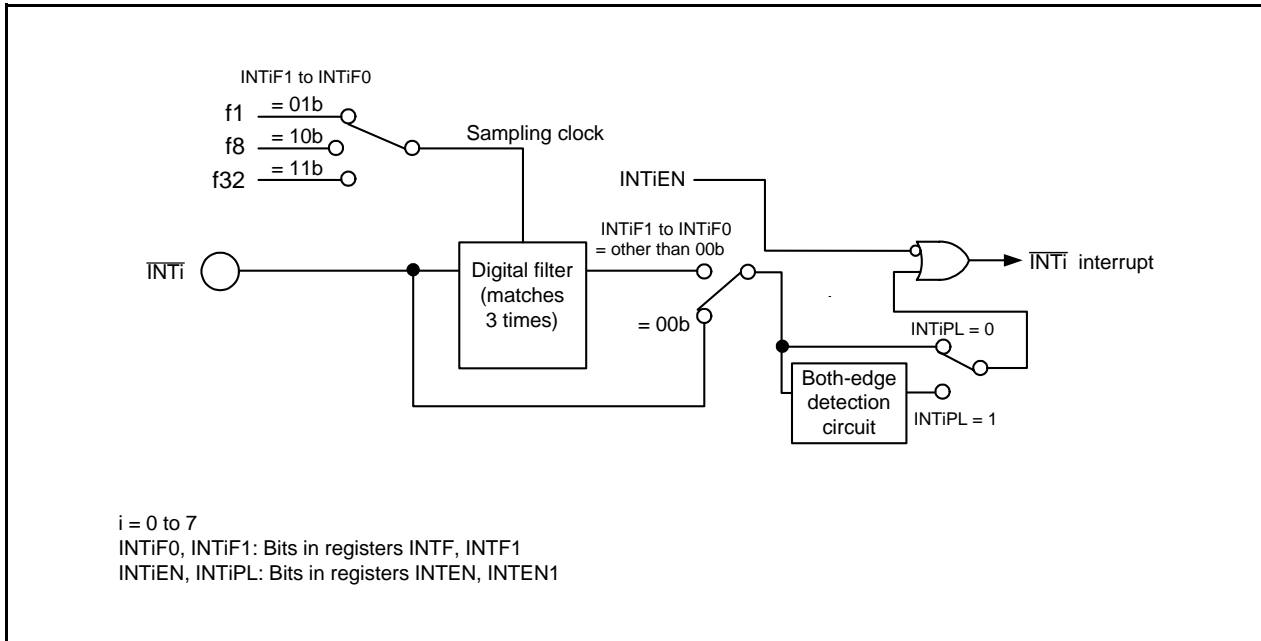 INTiF1 to INTiF0
f1
= 01b
f8
= 10b
f32
= 11b
Sampling clock
INTiEN
INTiF1 to INTiF0
= other than 00b
I̅N̅T̅i̅
Digital filter
(matches
3 times)
= 00b
I̅N̅T̅i̅ interrupt
INTiPL = 0
Both-edge
detection
circuit
INTiPL = 1
i = 0 to 7
INTiF0, INTiF1: Bits in registers INTF, INTF1
INTiEN, INTiPL: Bits in registers INTEN, INTEN1